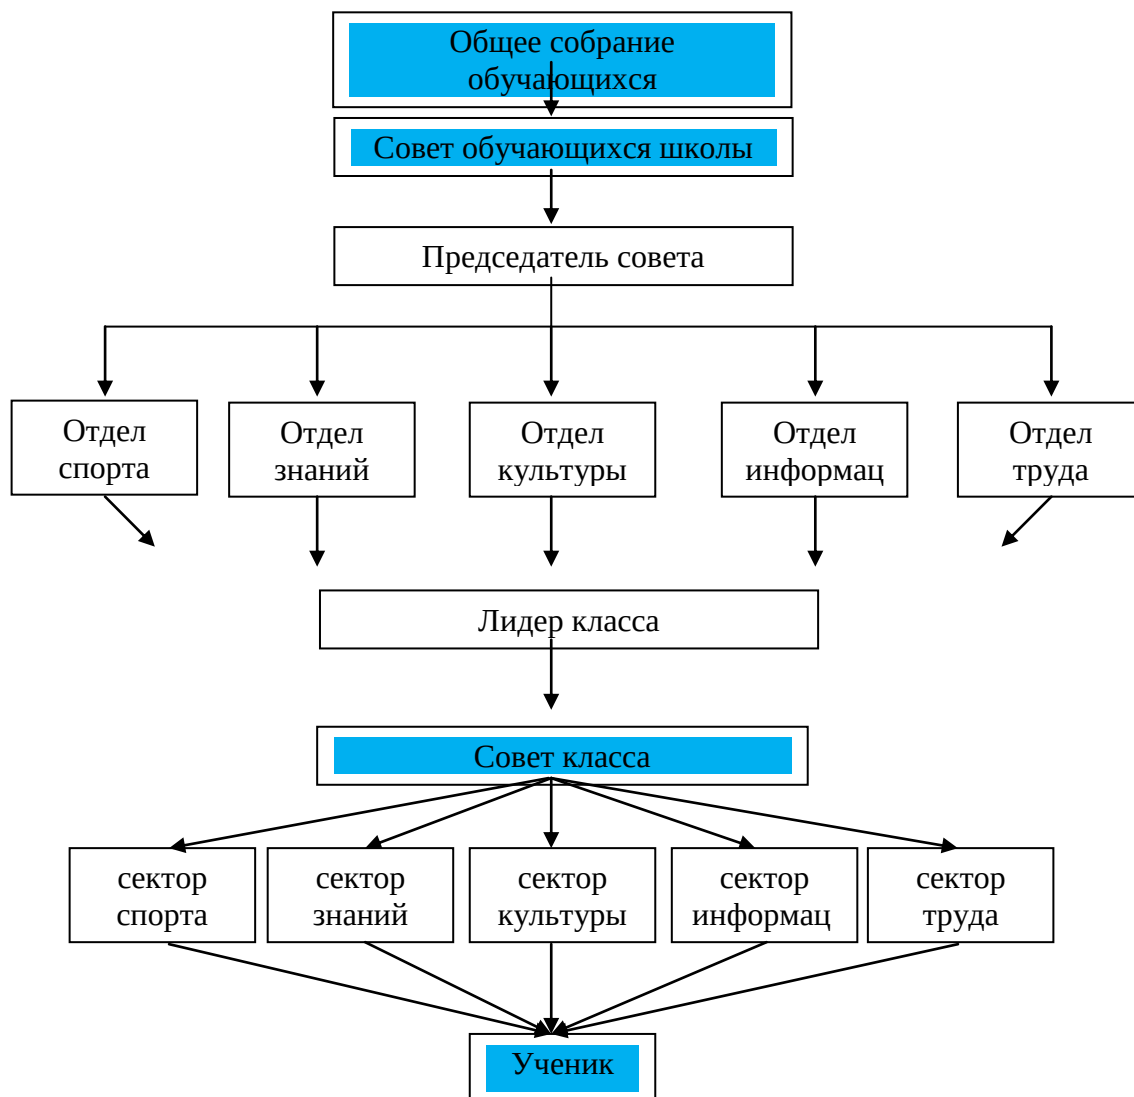 Общее собрание
обучающихся
Совет обучающихся школы
Председатель совета
Отдел
спорта
Отдел
знаний
Отдел
культуры
Отдел
информац
Отдел
труда
Лидер класса
Совет класса
сектор
спорта
сектор
знаний
сектор
культуры
сектор
информац
сектор
труда
Ученик